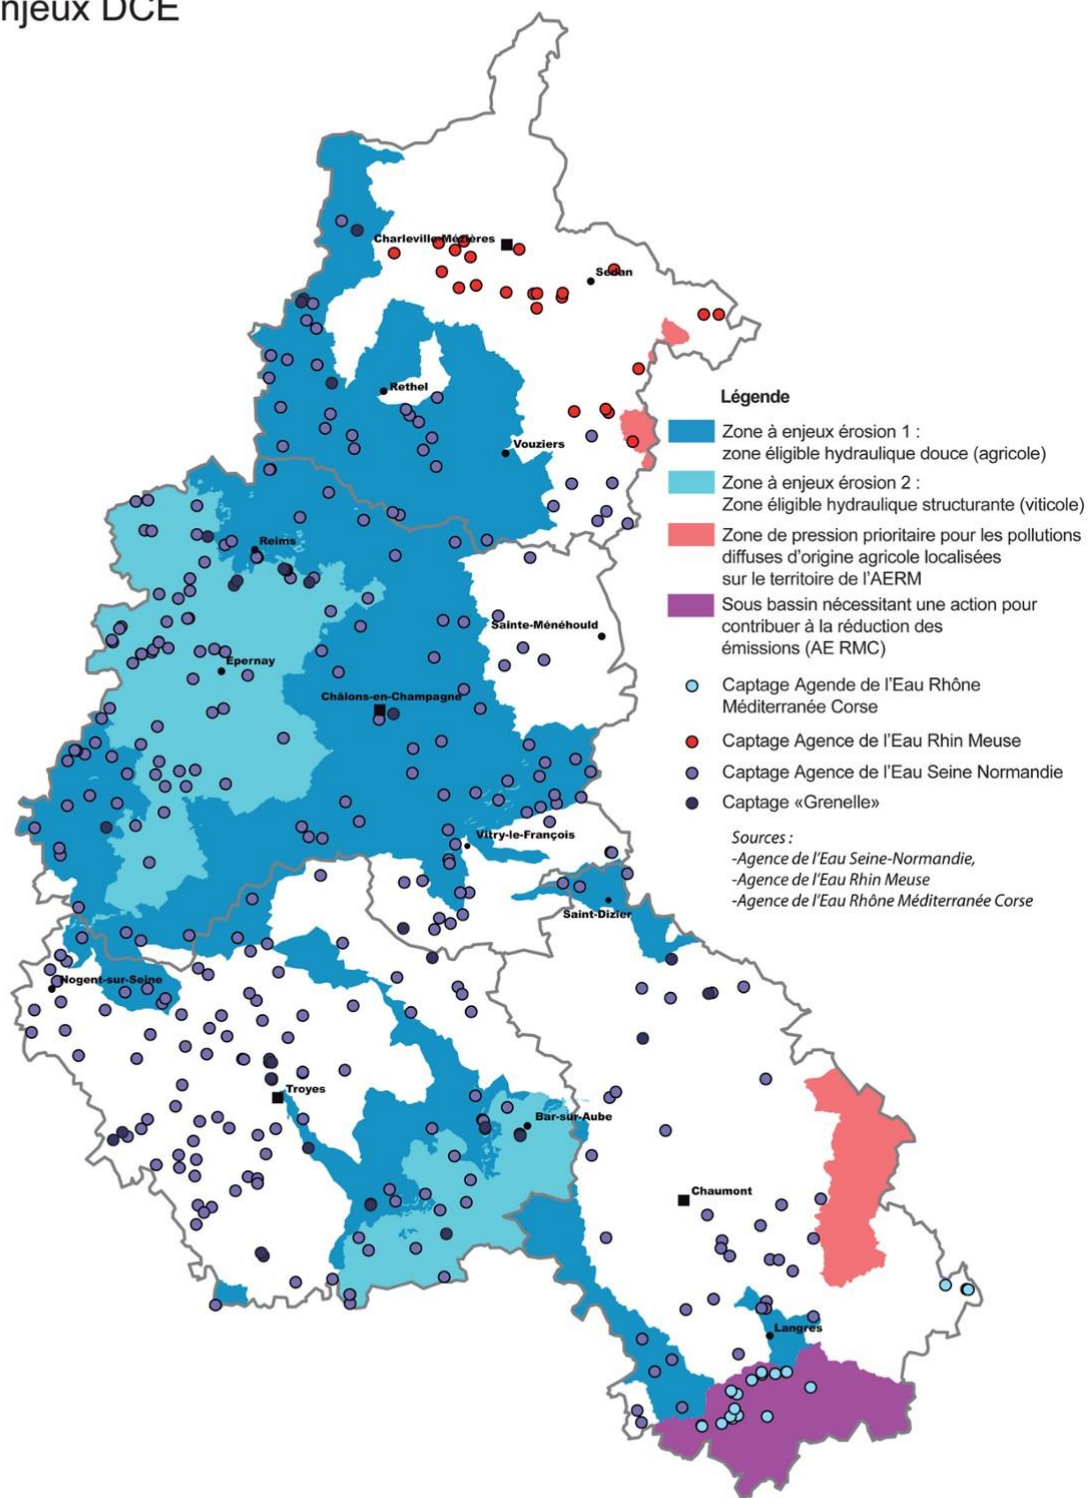 njeux DCE
Charleville-Mézières
Sedan
Rethel
Vouziers
Reims
Sainte-Ménéhould
Epernay
Châlons-en-Champagne
Vitry-le-François
Saint-Dizier
Nogent-sur-Seine
Troyes
Bar-sur-Aube
Chaumont
Langres
Légende
Zone à enjeux érosion 1 :
zone éligible hydraulique douce (agricole)
Zone à enjeux érosion 2 :
Zone éligible hydraulique structurante (viticole)
Zone de pression prioritaire pour les pollutions
diffuses d'origine agricole localisées
sur le territoire de l'AERM
Sous bassin nécessitant une action pour
contribuer à la réduction des
émissions (AE RMC)
Captage Agende de l'Eau Rhône
Méditerranée Corse
Captage Agence de l'Eau Rhin Meuse
Captage Agence de l'Eau Seine Normandie
Captage «Grenelle»
Sources :
-Agence de l'Eau Seine-Normandie,
-Agence de l'Eau Rhin Meuse
-Agence de l'Eau Rhône Méditerranée Corse